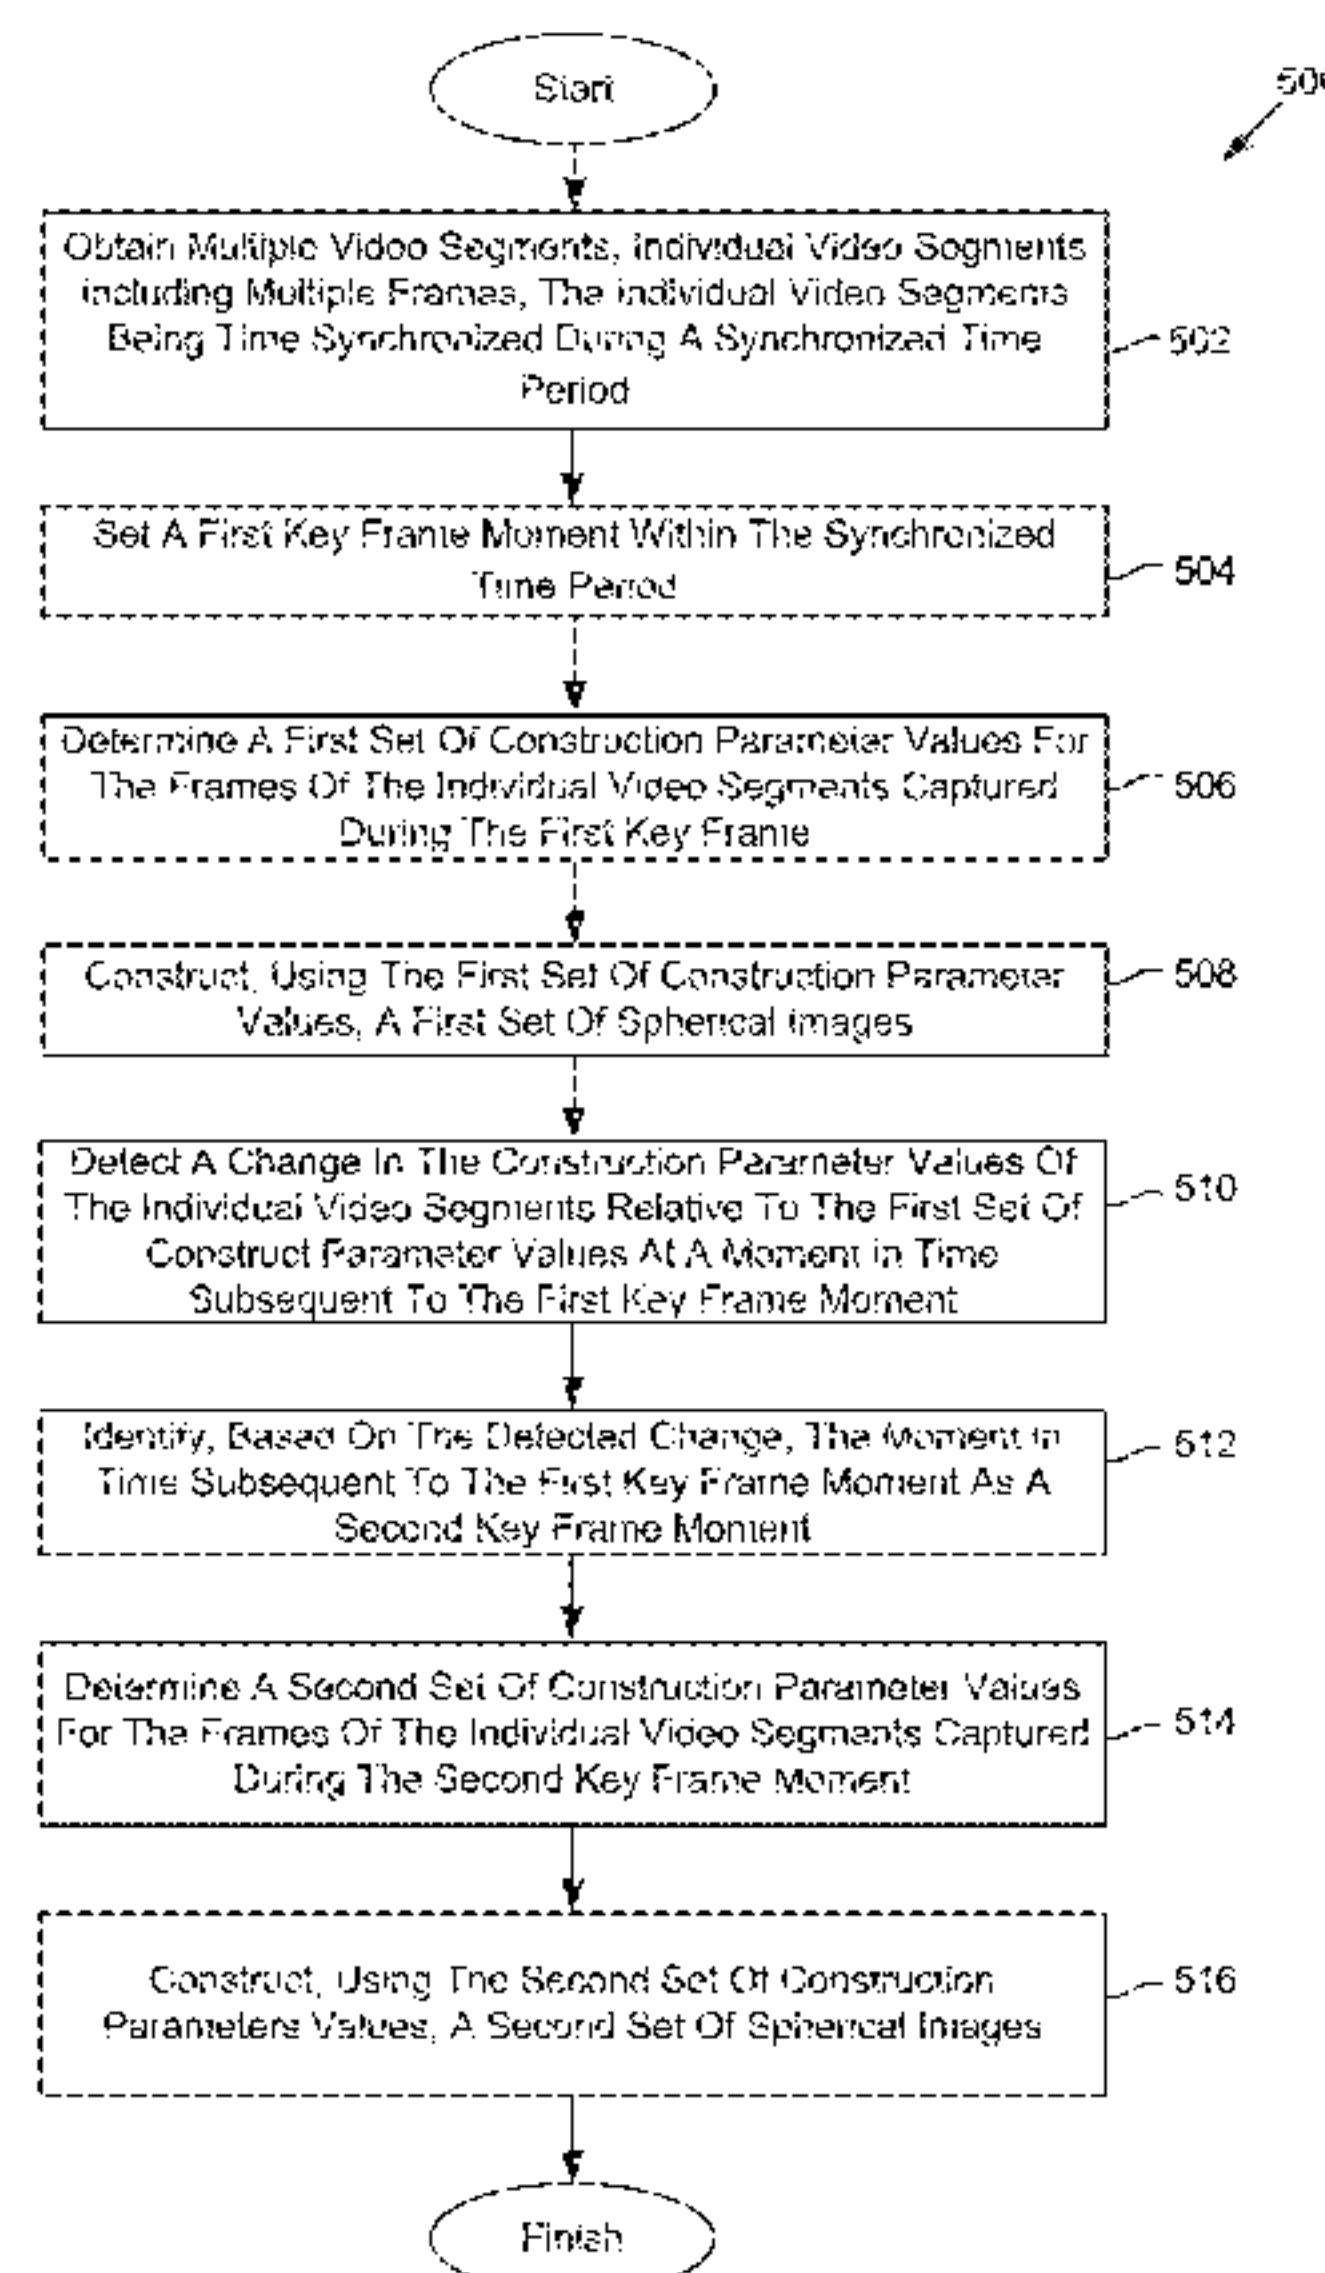 Start
Obtain Multiple Video Segments, Individual Video Segments
Including Multiple Frames, The Individual Video Segments
Being Time Synchronized During A Synchronized Time
Period
502
Set A First Key Frame Moment Within The Synchronized
Time Period
504
Determine A First Set Of Construction Parameter Values For
The Frames Of The Individual Video Segments Captured
During The First Key Frame
506
Construct, Using The First Set Of Construction Parameter
Values, A First Set Of Spherical Images
508
Detect A Change In The Construction Parameter Values Of
The Individual Video Segments Relative To The First Set Of
Construct Parameter Values At A Moment In Time
Subsequent To The First Key Frame Moment
510
Identify, Based On The Detected Change, The Moment In
Time Subsequent To The First Key Frame Moment As A
Second Key Frame Moment
512
Determine A Second Set Of Construction Parameter Values
For The Frames Of The Individual Video Segments Captured
During The Second Key Frame Moment
514
Construct, Using The Second Set Of Construction
Parameters Values, A Second Set Of Spherical Images
516
Finish